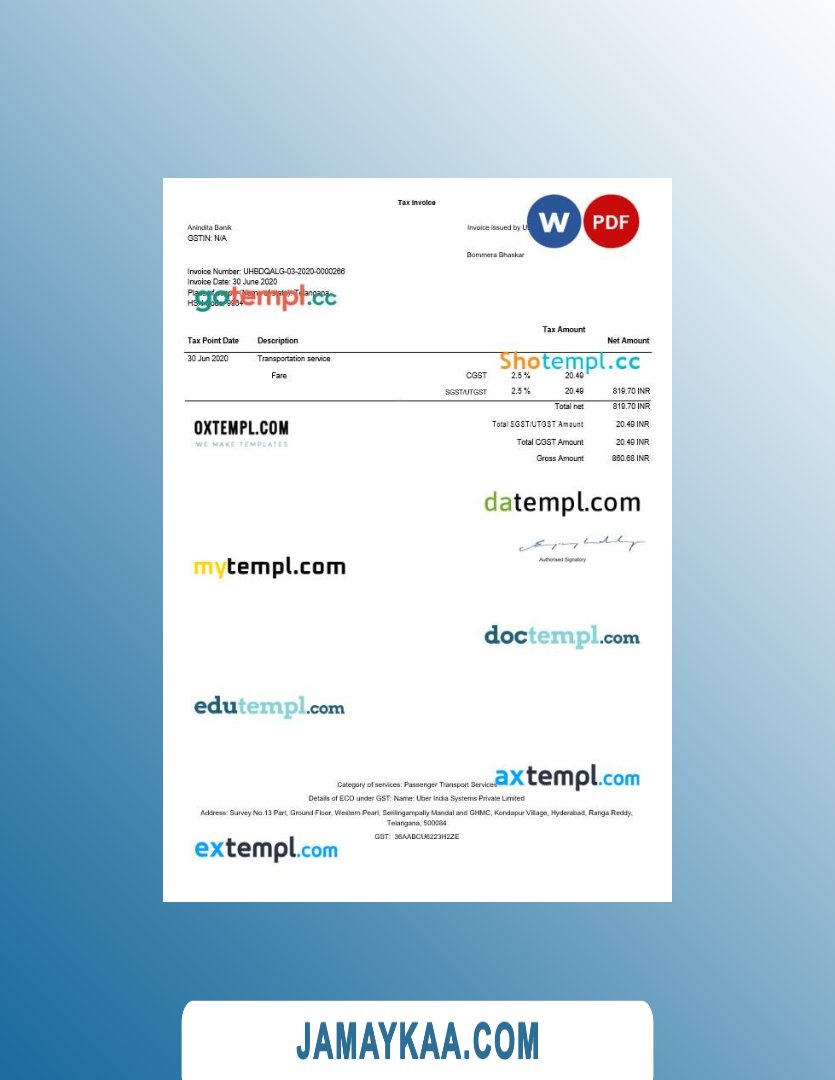 Tax Invoice
W
PDF
Anindita Banik
Invoice issued by
GSTIN: N/A
Bommera Bhaskar
Invoice Number: UHBDQALG-03-2020-0000266
Invoice Date: 30 June 2020
gotempl.cc
Tax Amount
Tax Point Date Description Net Amount
30 Jun 2020 Transportation service
Shotempl.cc
Fare CGST 2.5 % 20.49
SGST/UTGST 2.5 % 20.49 819.70 INR
Total net 819.70 INR
Total SGST/UTGST Amount 20.49 INR
OXTEMPL.COM
WE MAKE TEMPLATES
Total CGST Amount 20.49 INR
Gross Amount 860.68 INR
datempl.com
Authorised Signatory
mytempl.com
doctempl.com
edutempl.com
axtempl.com
Category of services: Passenger Transport Services
Details of ECO under GST: Name: Uber India Systems Private Limited
Address: Survey No.13 Part, Ground Floor, Western Pearl, Serilingampally Mandal and GHMC, Kondapur Village, Hyderabad, Ranga Reddy,
Telangana, 500084
GST: 36AABCU6223H2ZE
extempl.com
JAMAYKAA.COM